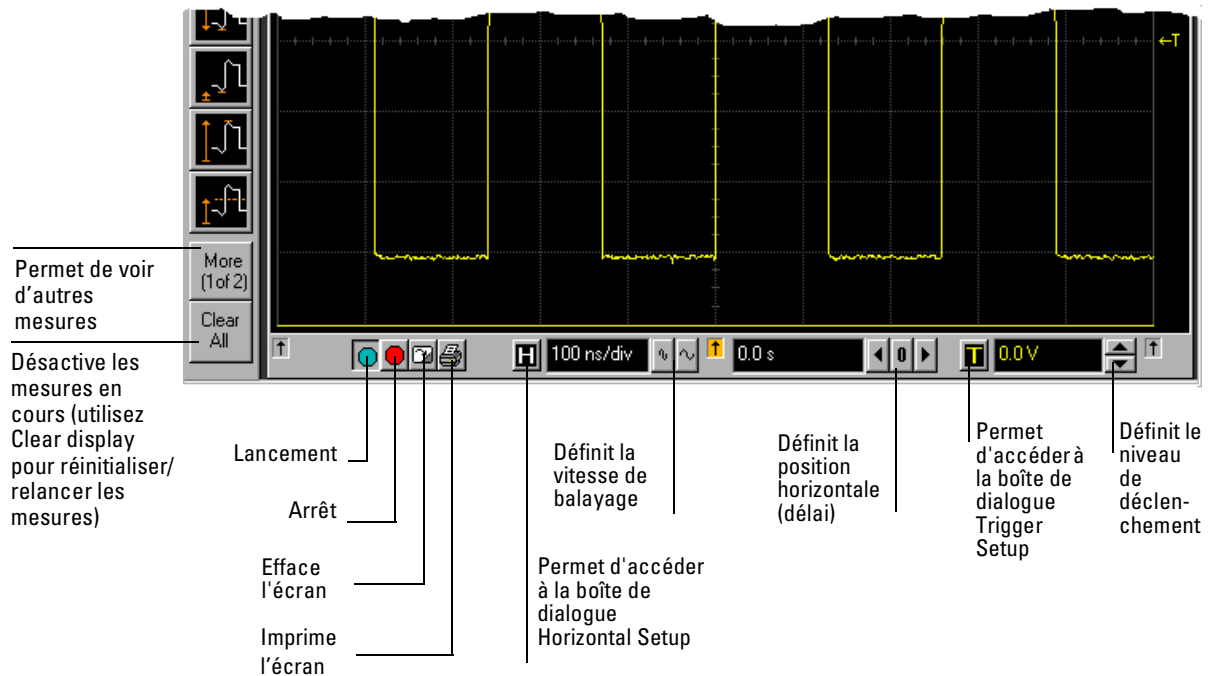 ←T
More
(1of 2)
Clear
All
H
100 ns/div
0.0 s
0
T
0.0 V
Permet de voir
d'autres
mesures
Désactive les
mesures en
cours (utilisez
Clear display
pour réinitialiser/
relancer les
mesures)
Lancement
Arrêt
Efface
l'écran
Imprime
l'écran
Définit la
vitesse de
balayage
Permet d'accéder
à la boîte de
dialogue
Horizontal Setup
Définit la
position
horizontale
(délai)
Permet
d'accéder à
la boîte de
dialogue
Trigger
Setup
Définit le
niveau
de
déclen-
chement